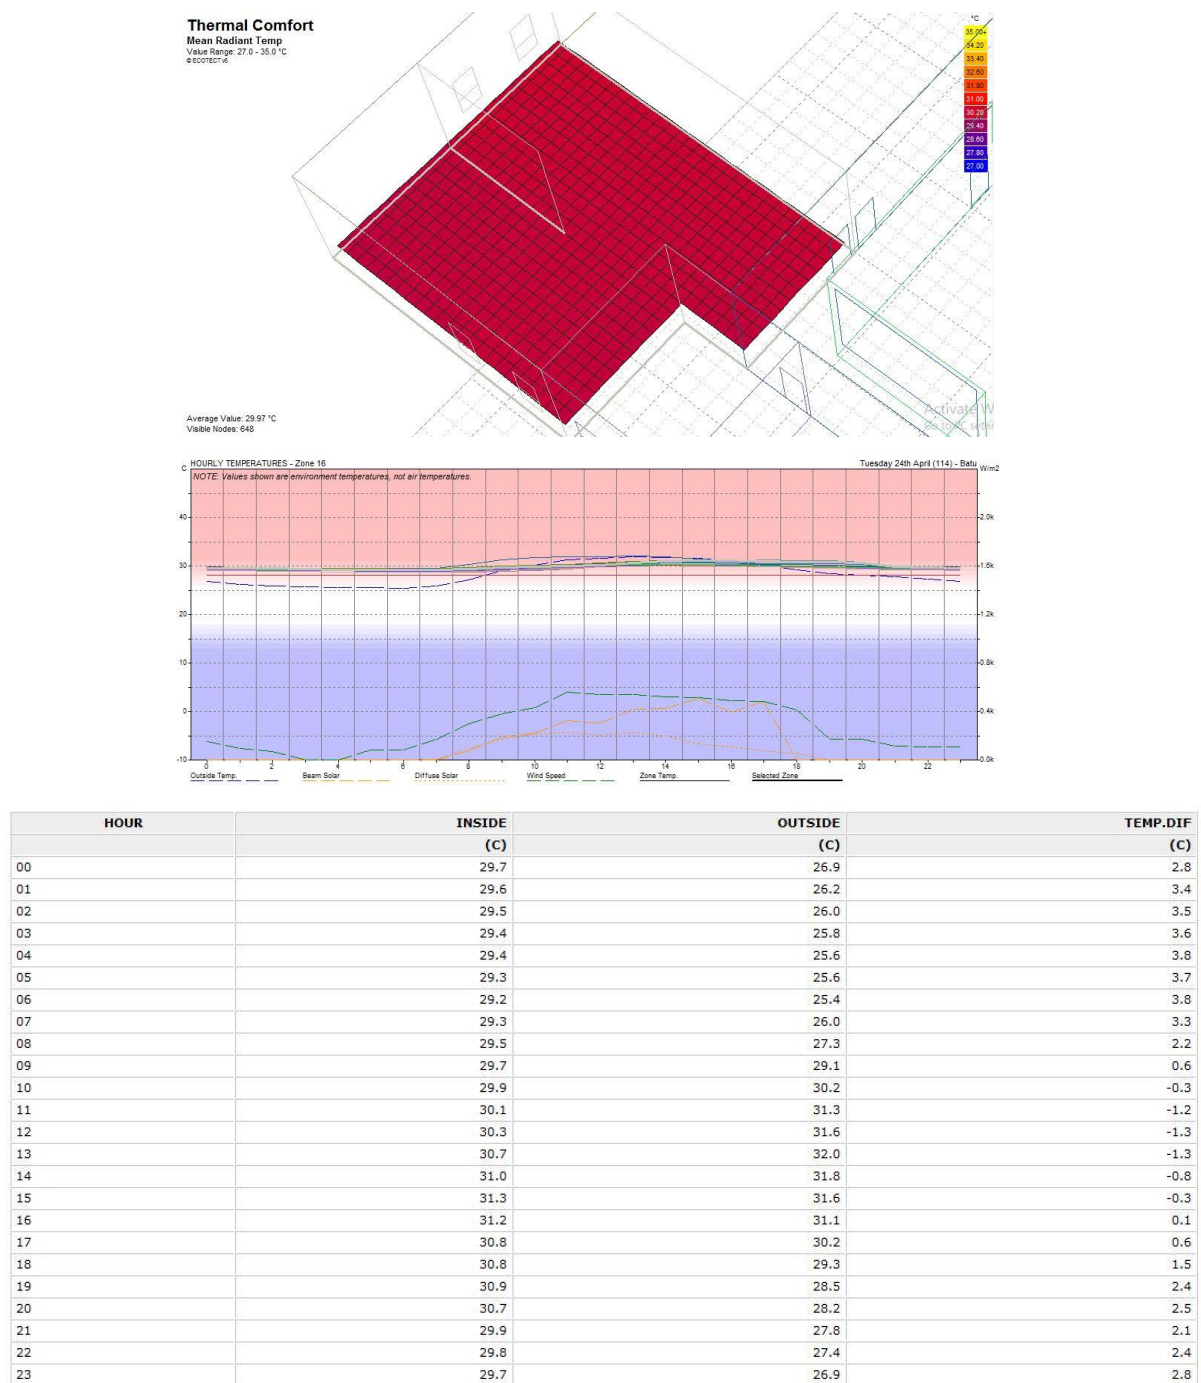 Thermal Comfort
Mean Radiant Temp
Value Range: 27.0 - 35.0 °C
© ECOTECT v5
°C
35.00+
34.20
33.40
32.60
31.80
31.00
30.20
29.40
28.60
27.80
27.00
Activate W
Go to PC setti
Average Value: 29.97 °C
Visible Nodes: 648
HOURLY TEMPERATURES - Zone 16 Tuesday 24th April (114) - Batu
C W/m2
NOTE: Values shown are environment temperatures, not air temperatures.
40 2.0k
30 1.6k
20 1.2k
10 0.8k
0 0.4k
-10 0.0k
0 2 4 6 8 10 12 14 16 18 20 22
Outside Temp. Beam Solar Diffuse Solar Wind Speed Zone Temp. Selected Zone
HOUR INSIDE OUTSIDE TEMP.DIF
(C) (C) (C)
00 29.7 26.9 2.8
01 29.6 26.2 3.4
02 29.5 26.0 3.5
03 29.4 25.8 3.6
04 29.4 25.6 3.8
05 29.3 25.6 3.7
06 29.2 25.4 3.8
07 29.3 26.0 3.3
08 29.5 27.3 2.2
09 29.7 29.1 0.6
10 29.9 30.2 -0.3
11 30.1 31.3 -1.2
12 30.3 31.6 -1.3
13 30.7 32.0 -1.3
14 31.0 31.8 -0.8
15 31.3 31.6 -0.3
16 31.2 31.1 0.1
17 30.8 30.2 0.6
18 30.8 29.3 1.5
19 30.9 28.5 2.4
20 30.7 28.2 2.5
21 29.9 27.8 2.1
22 29.8 27.4 2.4
23 29.7 26.9 2.8